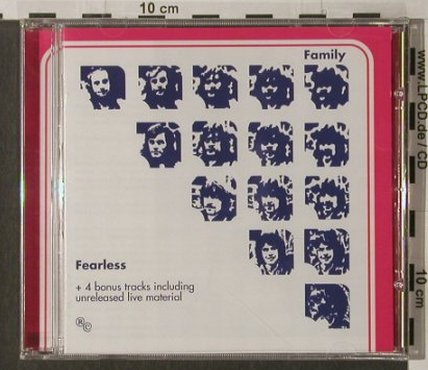 10 cm
Family
www.LPCD.de / CD
10 cm
Fearless
+ 4 bonus tracks including
unreleased live material
R©